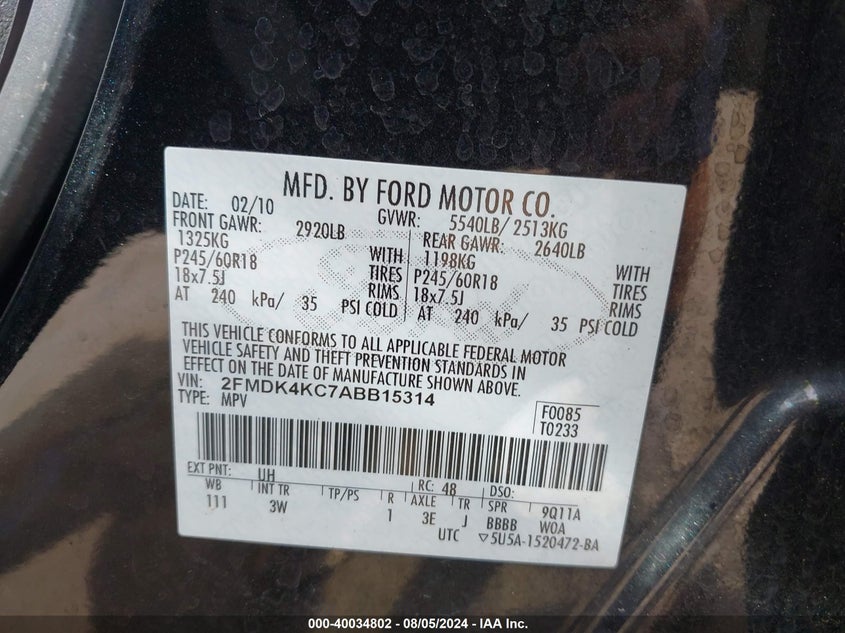 MFD. BY FORD MOTOR CO.
DATE: 02/10 GVWR: 5540LB/ 2513KG
FRONT GAWR: 2920LB REAR GAWR: 2640LB
1325KG WITH 1198KG WITH
P245/60R18 TIRES P245/60R18 TIRES
18x7.5J RIMS 18x7.5J RIMS
AT 240 kPa/ 35 PSI COLD AT 240 kPa/ 35 PSI COLD
THIS VEHICLE CONFORMS TO ALL APPLICABLE FEDERAL MOTOR
VEHICLE SAFETY AND THEFT PREVENTION STANDARDS IN
EFFECT ON THE DATE OF MANUFACTURE SHOWN ABOVE.
VIN: 2FMDK4KC7ABB15314
TYPE: MPV
F0085
T0233
EXT PNT: UH RC: 48 DSO:
WB INT TR TP/PS R AXLE TR SPR 9Q11A
111 3W 1 3E J BBBB W0A
UTC ▽5U5A-1520472-BA
000-40034802 - 08/05/2024 - IAA Inc.